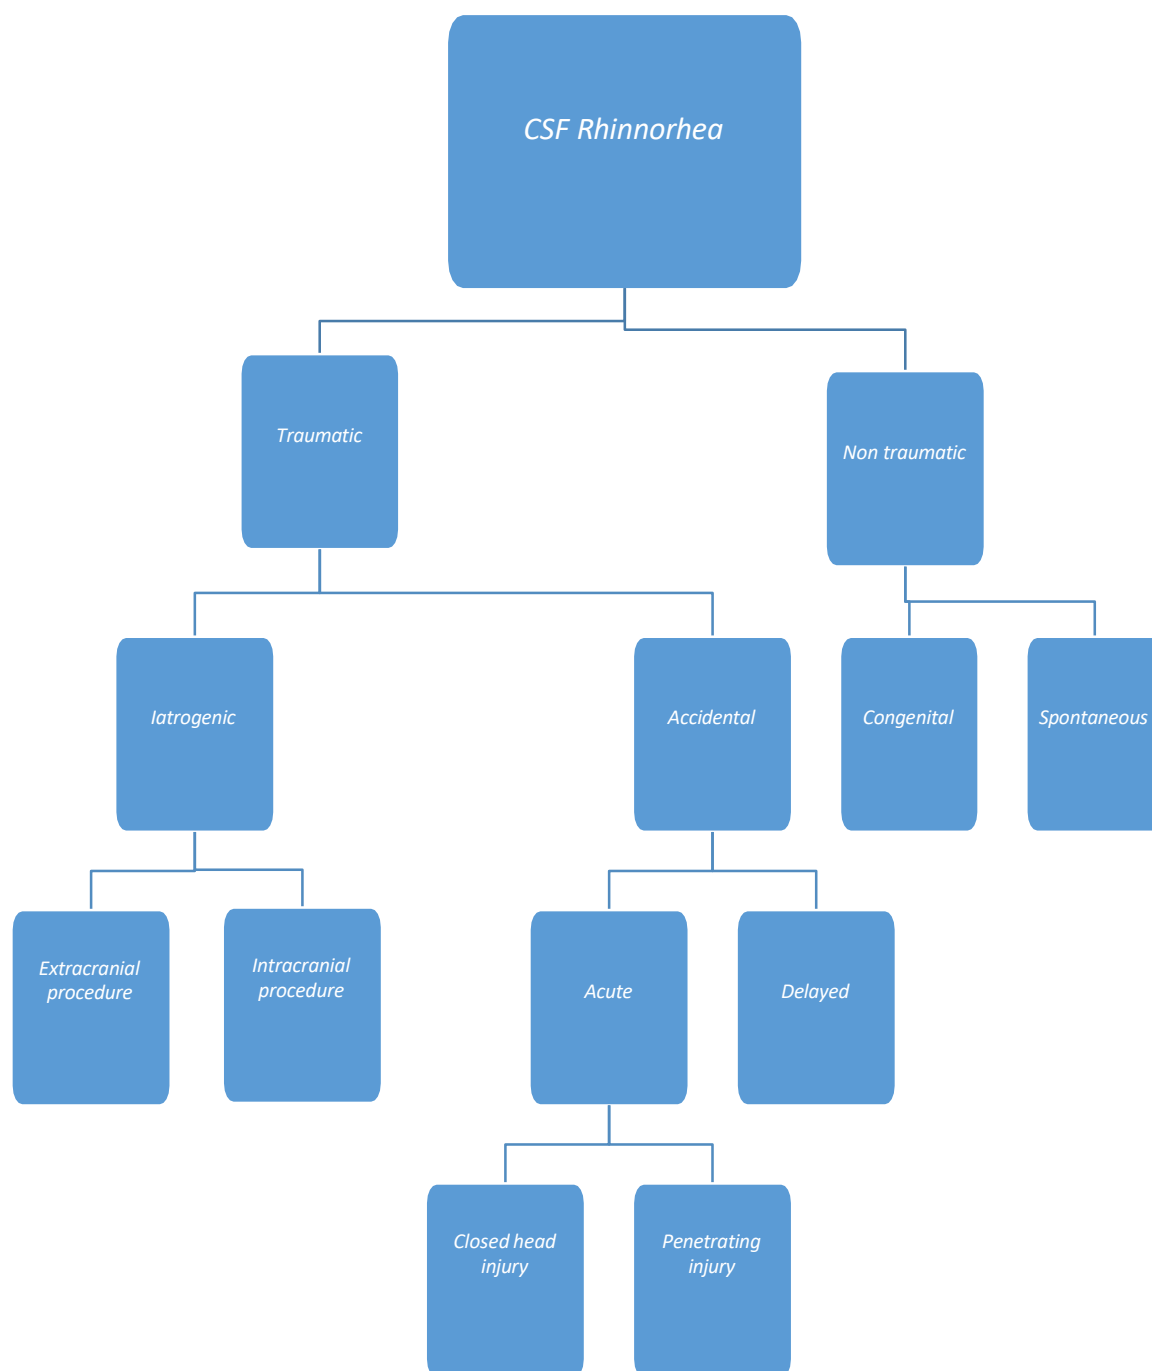 CSF Rhinnorhea
Traumatic
Non traumatic
Iatrogenic
Accidental
Congenital
Spontaneous
Extracranial
procedure
Intracranial
procedure
Acute
Delayed
Closed head
injury
Penetrating
injury